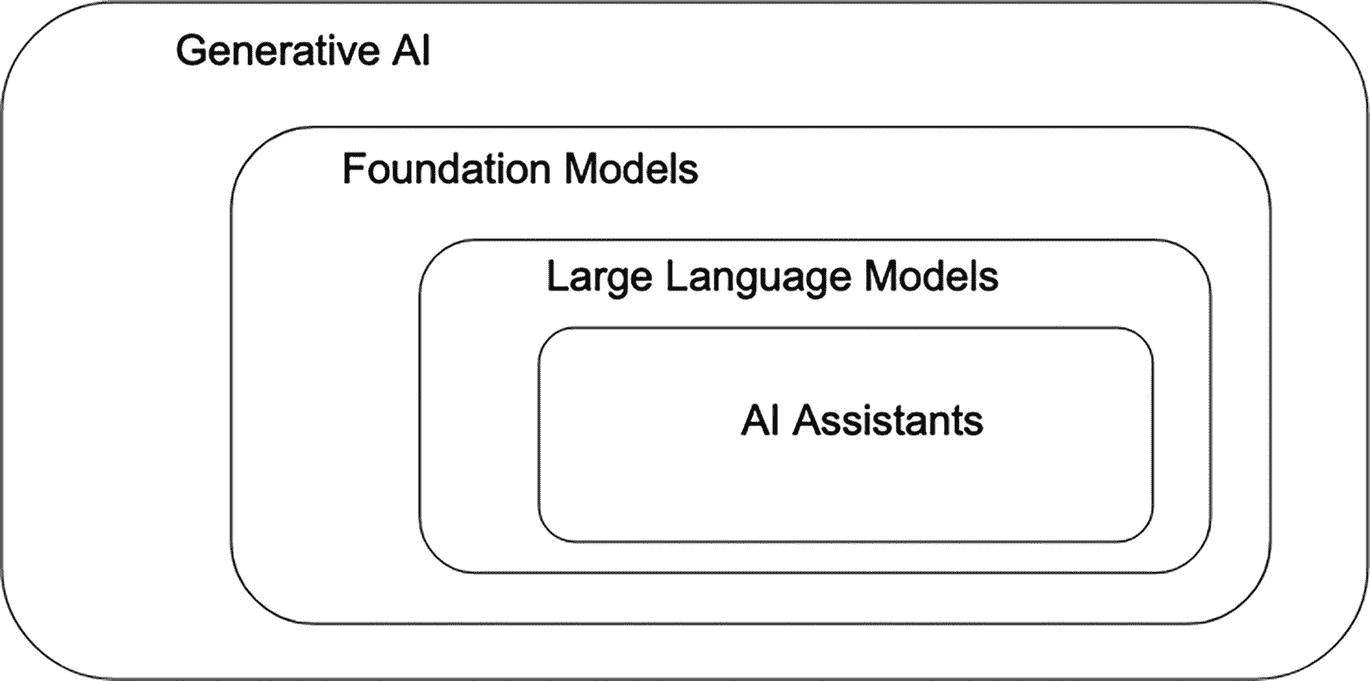 Generative AI
Foundation Models
Large Language Models
AI Assistants